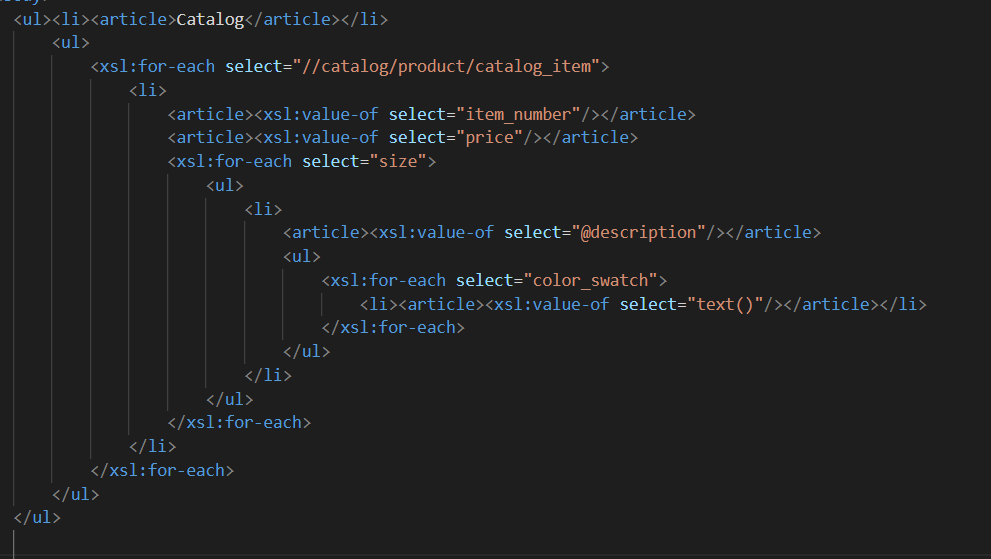 <ul><li><article>Catalog</article></li>
<ul>
<xsl:for-each select="//catalog/product/catalog_item">
<li>
<article><xsl:value-of select="item_number"/></article>
<article><xsl:value-of select="price"/></article>
<xsl:for-each select="size">
<ul>
<li>
<article><xsl:value-of select="@description"/></article>
<ul>
<xsl:for-each select="color_swatch">
<li><article><xsl:value-of select="text()"/></article></li>
</xsl:for-each>
</ul>
</li>
</ul>
</xsl:for-each>
</li>
</xsl:for-each>
</ul>
</ul>